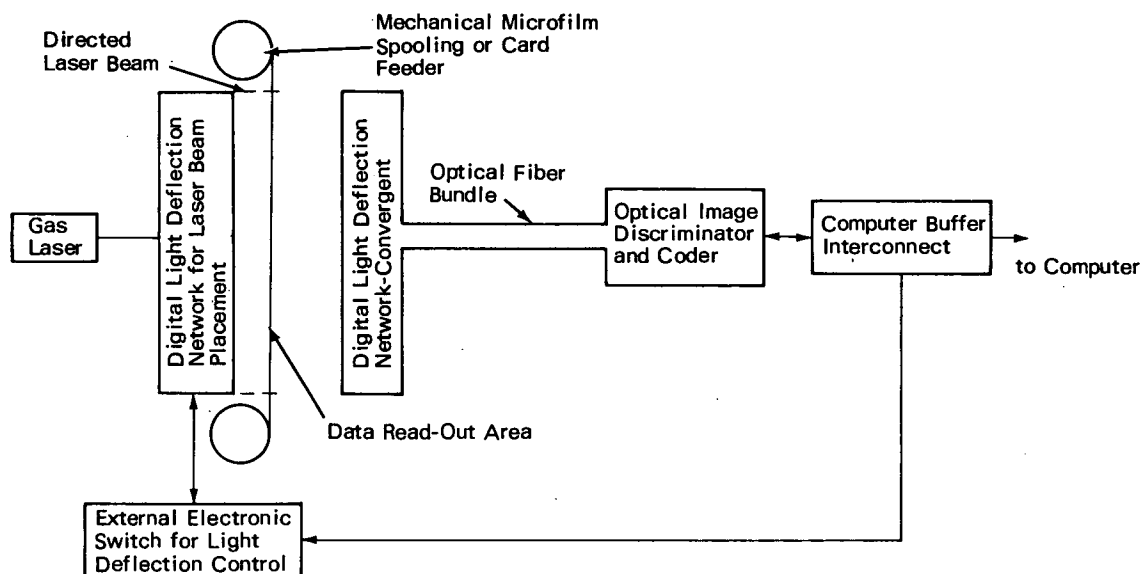 Directed
Laser Beam
Mechanical Microfilm
Spooling or Card
Feeder
Gas
Laser
Digital Light Deflection
Network for Laser Beam
Placement
Digital Light Deflection
Network-Convergent
Optical Fiber
Bundle
Optical Image
Discriminator
and Coder
Computer Buffer
Interconnect
to Computer
Data Read-Out Area
External Electronic
Switch for Light
Deflection Control